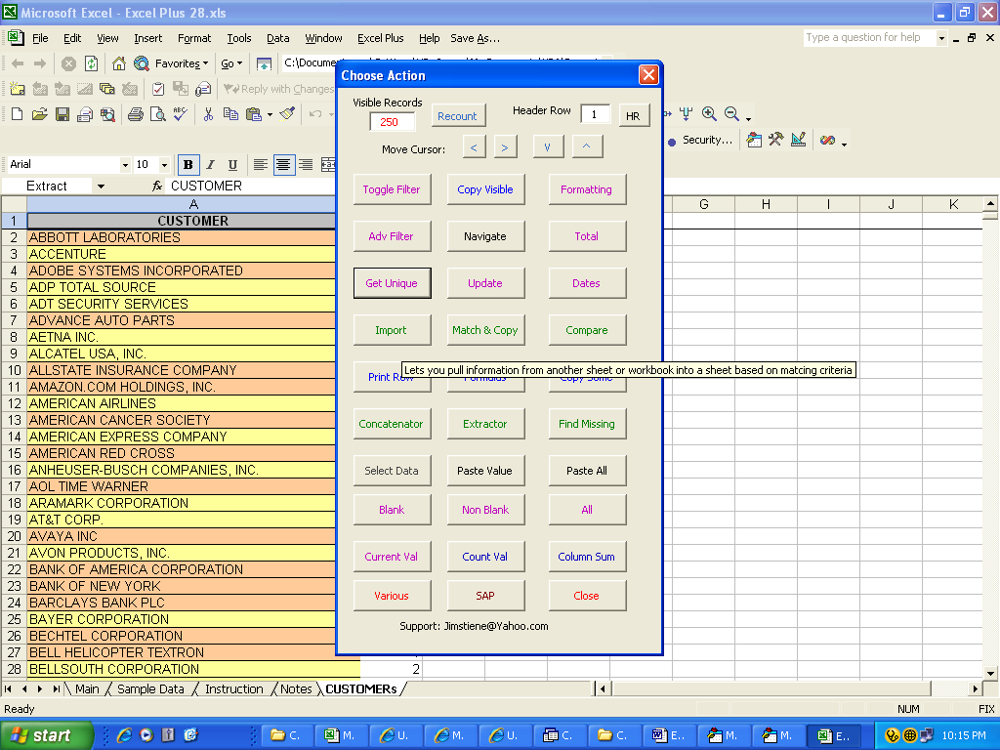 Microsoft Excel - Excel Plus 28.xls
File Edit View Insert Format Tools Data Window Excel Plus Help Save As... Type a question for help
Favorites Go C:\Docume
Reply with Changes
Security...
Arial 10 B I U
Extract fx CUSTOMER
A G H I J K
1 CUSTOMER
2 ABBOTT LABORATORIES
3 ACCENTURE
4 ADOBE SYSTEMS INCORPORATED
5 ADP TOTAL SOURCE
6 ADT SECURITY SERVICES
7 ADVANCE AUTO PARTS
8 AETNA INC.
9 ALCATEL USA, INC.
10 ALLSTATE INSURANCE COMPANY
11 AMAZON.COM HOLDINGS, INC.
12 AMERICAN AIRLINES
13 AMERICAN CANCER SOCIETY
14 AMERICAN EXPRESS COMPANY
15 AMERICAN RED CROSS
16 ANHEUSER-BUSCH COMPANIES, INC.
17 AOL TIME WARNER
18 ARAMARK CORPORATION
19 AT&T CORP.
20 AVAYA INC
21 AVON PRODUCTS, INC.
22 BANK OF AMERICA CORPORATION
23 BANK OF NEW YORK
24 BARCLAYS BANK PLC
25 BAYER CORPORATION
26 BECHTEL CORPORATION
27 BELL HELICOPTER TEXTRON
28 BELLSOUTH CORPORATION 2
Choose Action
Visible Records
250 Recount Header Row 1 HR
Move Cursor: < > V ^
Toggle Filter Copy Visible Formatting
Adv Filter Navigate Total
Get Unique Update Dates
Import Match & Copy Compare
Lets you pull information from another sheet or workbook into a sheet based on matcing criteria
Print Row Formulas Copy Some
Concatenator Extractor Find Missing
Select Data Paste Value Paste All
Blank Non Blank All
Current Val Count Val Column Sum
Various SAP Close
Support: Jimstiene@Yahoo.com
Main Sample Data Instruction Notes CUSTOMERs
Ready NUM FIX
start C. M. U. M. U. C. C. E.. M. M. E.. 10:15 PM